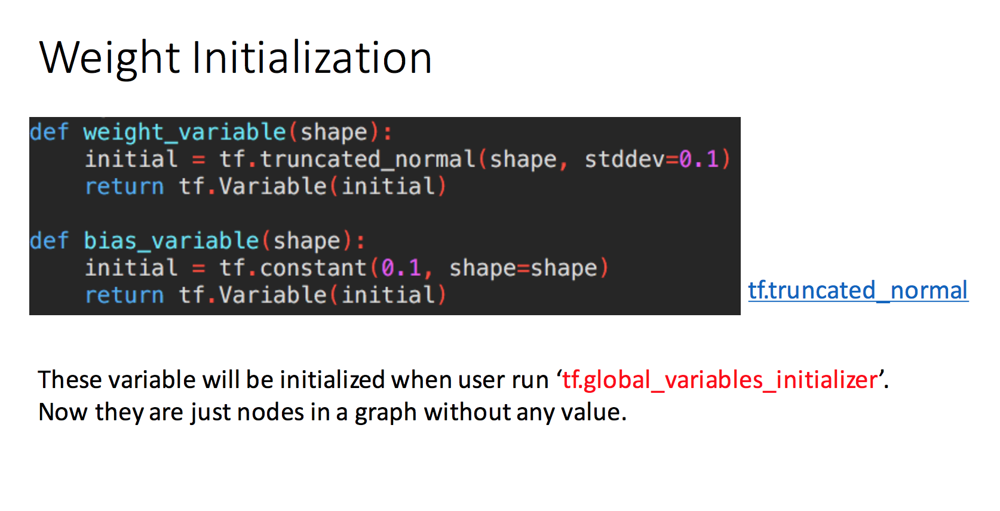 Weight Initialization
def weight_variable(shape):
    initial = tf.truncated_normal(shape, stddev=0.1)
    return tf.Variable(initial)
def bias_variable(shape):
    initial = tf.constant(0.1, shape=shape)
    return tf.Variable(initial)
tf.truncated_normal
These variable will be initialized when user run ‘tf.global_variables_initializer’.
Now they are just nodes in a graph without any value.